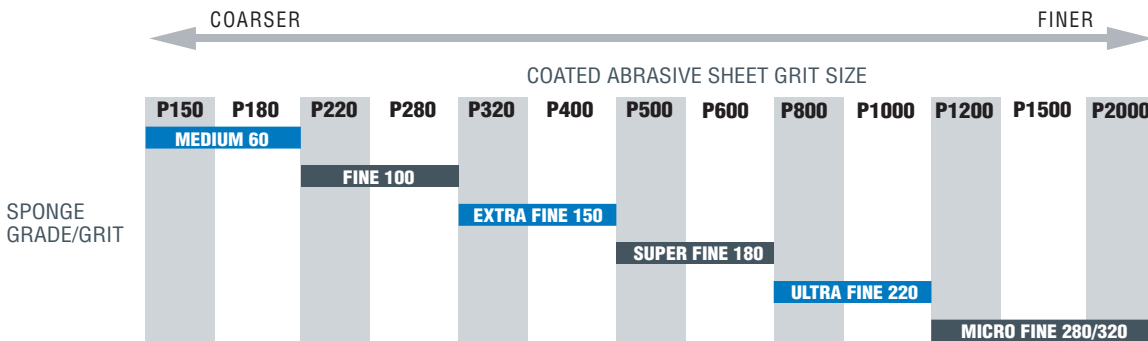 COARSER FINER
COATED ABRASIVE SHEET GRIT SIZE
P150 P180 P220 P280 P320 P400 P500 P600 P800 P1000 P1200 P1500 P2000
MEDIUM 60
FINE 100
SPONGE
GRADE/GRIT
EXTRA FINE 150
SUPER FINE 180
ULTRA FINE 220
MICRO FINE 280/320